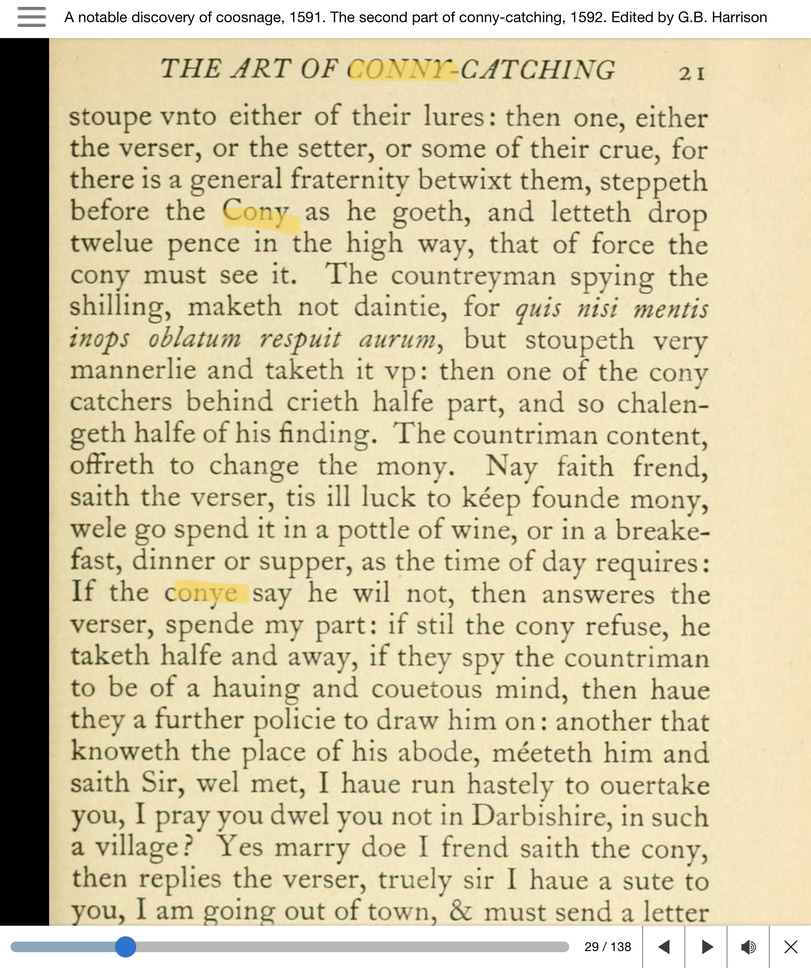 A notable discovery of coosnage, 1591. The second part of conny-catching, 1592. Edited by G.B. Harrison
THE ART OF CONNY-CATCHING 21
stoupe vnto either of their lures: then one, either
the verser, or the setter, or some of their crue, for
there is a general fraternity betwixt them, steppeth
before the Cony as he goeth, and letteth drop
twelue pence in the high way, that of force the
cony must see it. The countreyman spying the
shilling, maketh not daintie, for quis nisi mentis
inops oblatum respuit aurum, but stoupeth very
mannerlie and taketh it vp: then one of the cony
catchers behind crieth halfe part, and so chalen-
geth halfe of his finding. The countriman content,
offreth to change the mony. Nay faith frend,
saith the verser, tis ill luck to kéep founde mony,
wele go spend it in a pottle of wine, or in a breake-
fast, dinner or supper, as the time of day requires:
If the conye say he wil not, then answeres the
verser, spende my part: if stil the cony refuse, he
taketh halfe and away, if they spy the countriman
to be of a hauing and couetous mind, then haue
they a further policie to draw him on: another that
knoweth the place of his abode, méeteth him and
saith Sir, wel met, I haue run hastely to ouertake
you, I pray you dwel you not in Darbishire, in such
a village? Yes marry doe I frend saith the cony,
then replies the verser, truely sir I haue a sute to
you, I am going out of town, & must send a letter
29 / 138